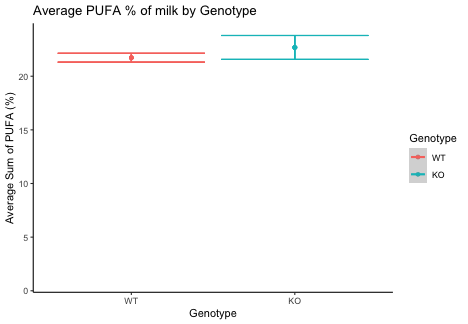 Average PUFA % of milk by Genotype
Average Sum of PUFA (%)
20
15
10
5
0
WT
KO
Genotype
Genotype
WT
KO